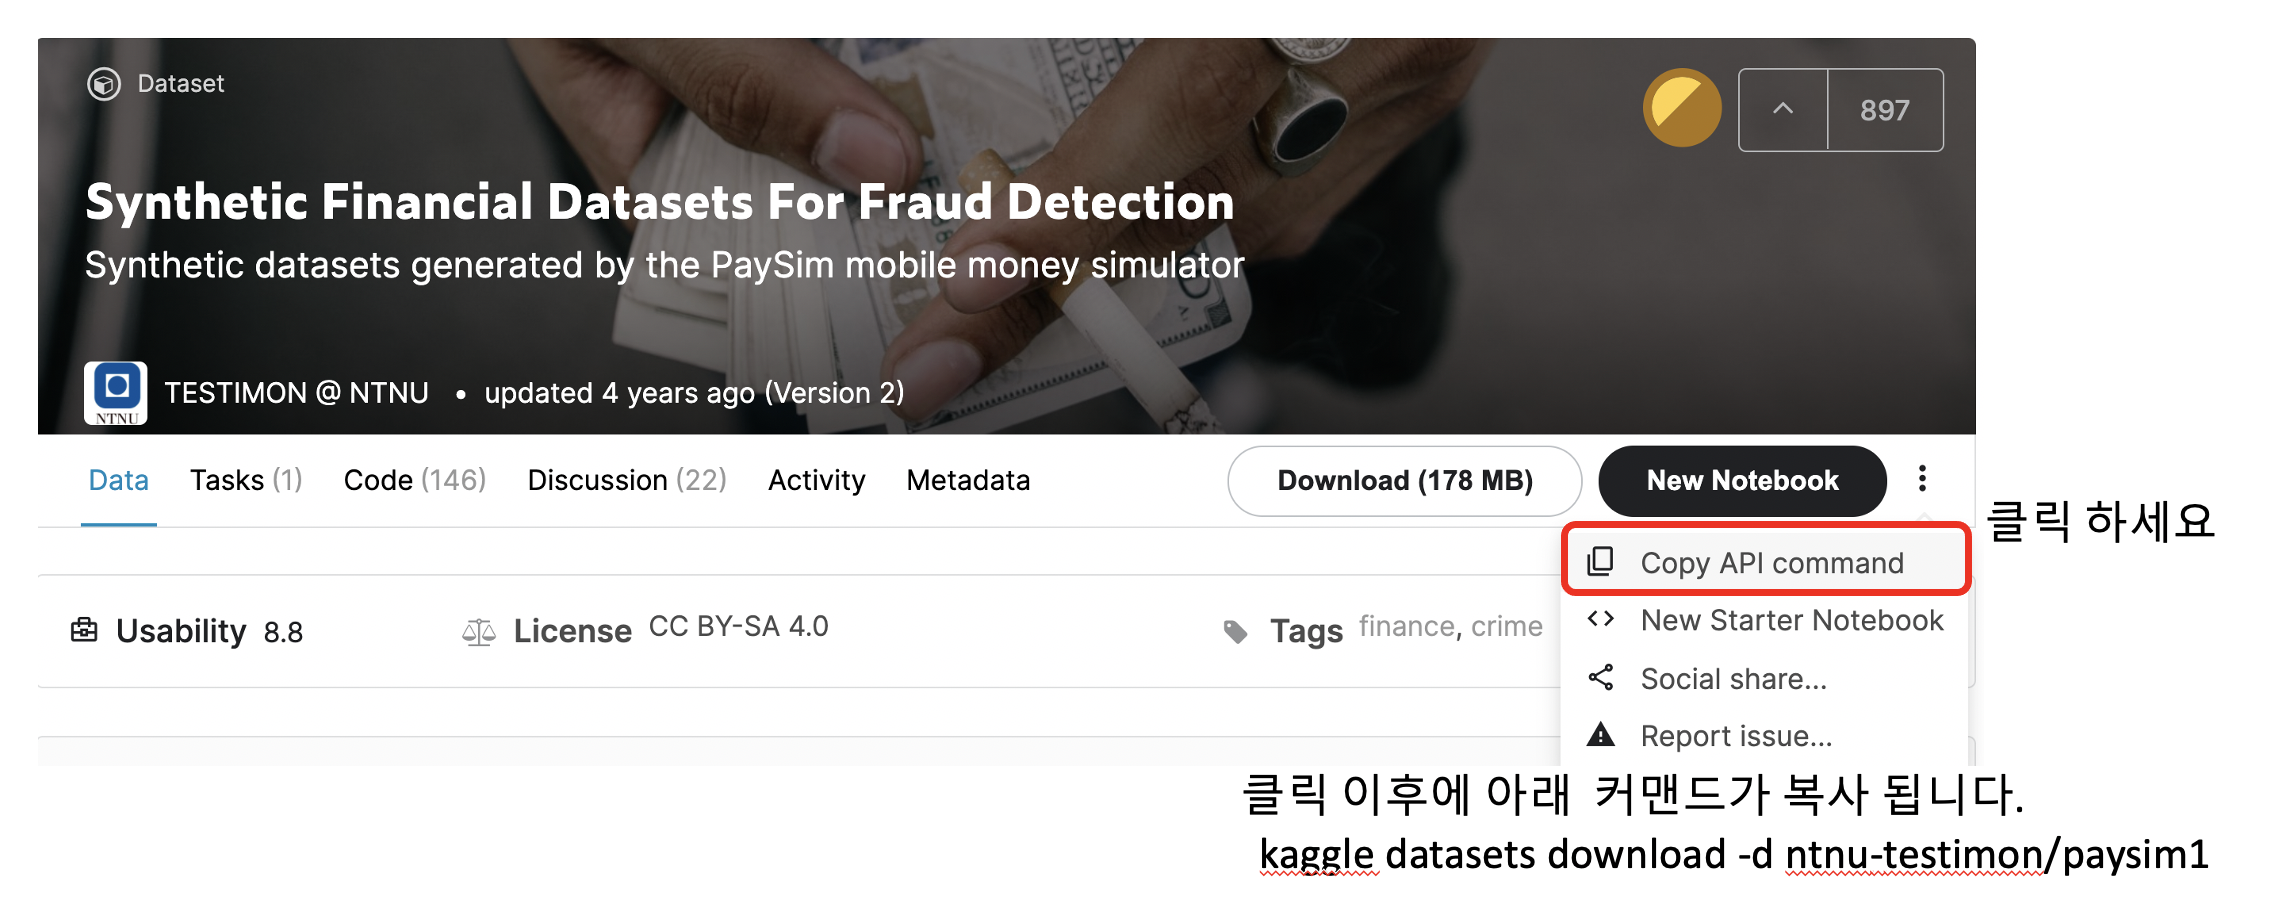 Dataset
897
Synthetic Financial Datasets For Fraud Detection
Synthetic datasets generated by the PaySim mobile money simulator
NTNU
TESTIMON @ NTNU • updated 4 years ago (Version 2)
Data Tasks (1) Code (146) Discussion (22) Activity Metadata Download (178 MB) New Notebook
클릭 하세요
Copy API command
Usability 8.8 License CC BY-SA 4.0 Tags finance, crime
New Starter Notebook
Social share...
Report issue...
클릭 이후에 아래 커맨드가 복사 됩니다.
kaggle datasets download -d ntnu-testimon/paysim1